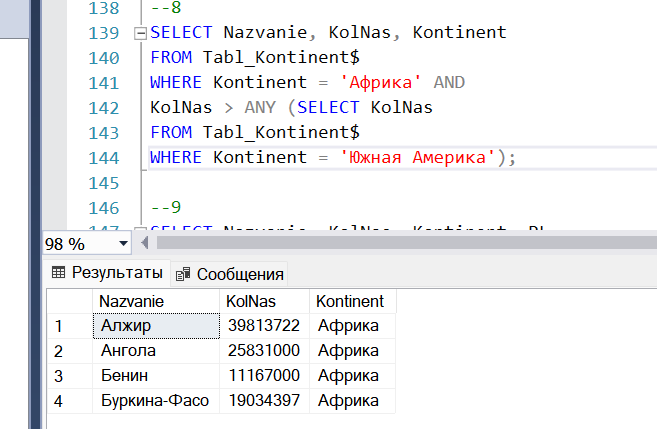 138 --8
139 SELECT Nazvanie, KolNas, Kontinent
140 FROM Tabl_Kontinent$
141 WHERE Kontinent = 'Африка' AND
142 KolNas > ANY (SELECT KolNas
143 FROM Tabl_Kontinent$
144 WHERE Kontinent = 'Южная Америка');
145
146 --9
98 %
Результаты Сообщения
Nazvanie KolNas Kontinent
1 Алжир 39813722 Африка
2 Ангола 25831000 Африка
3 Бенин 11167000 Африка
4 Буркина-Фасо 19034397 Африка